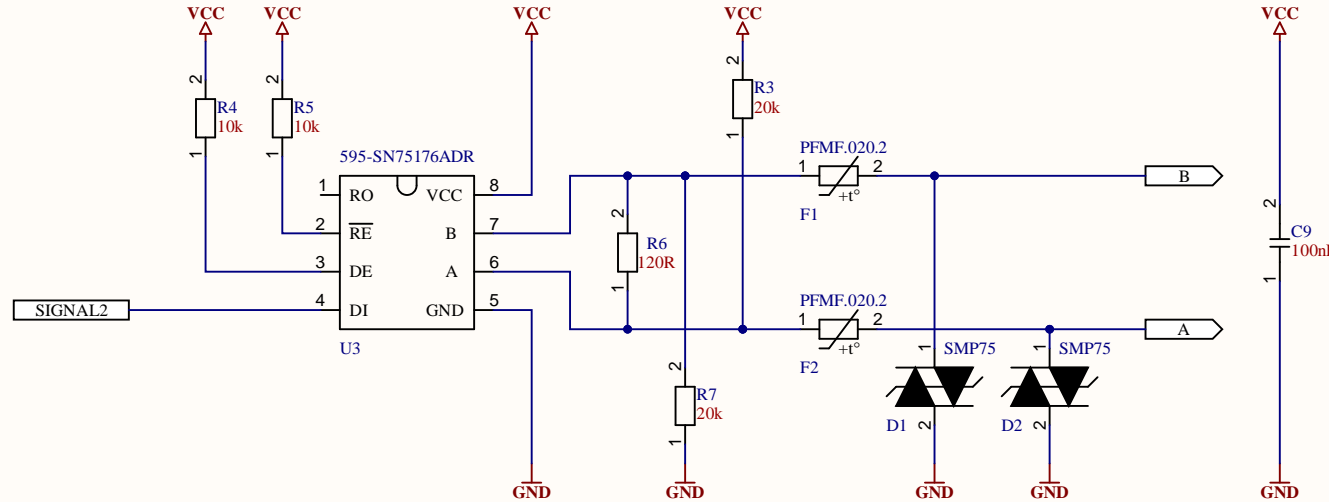 VCC
VCC
VCC
VCC
VCC
2
R4
10k
1
2
R5
10k
1
2
R3
20k
1
595-SN75176ADR
1 RO VCC 8
2 RE B 7
3 DE A 6
4 DI GND 5
U3
SIGNAL2
2
R6
120R
1
PFMF.020.2
1 2
+t°
F1
B
PFMF.020.2
1 2
+t°
F2
A
2
R7
20k
1
1 SMP75
D1 2
1 SMP75
D2 2
2
C9
1
GND
GND
GND
GND
GND